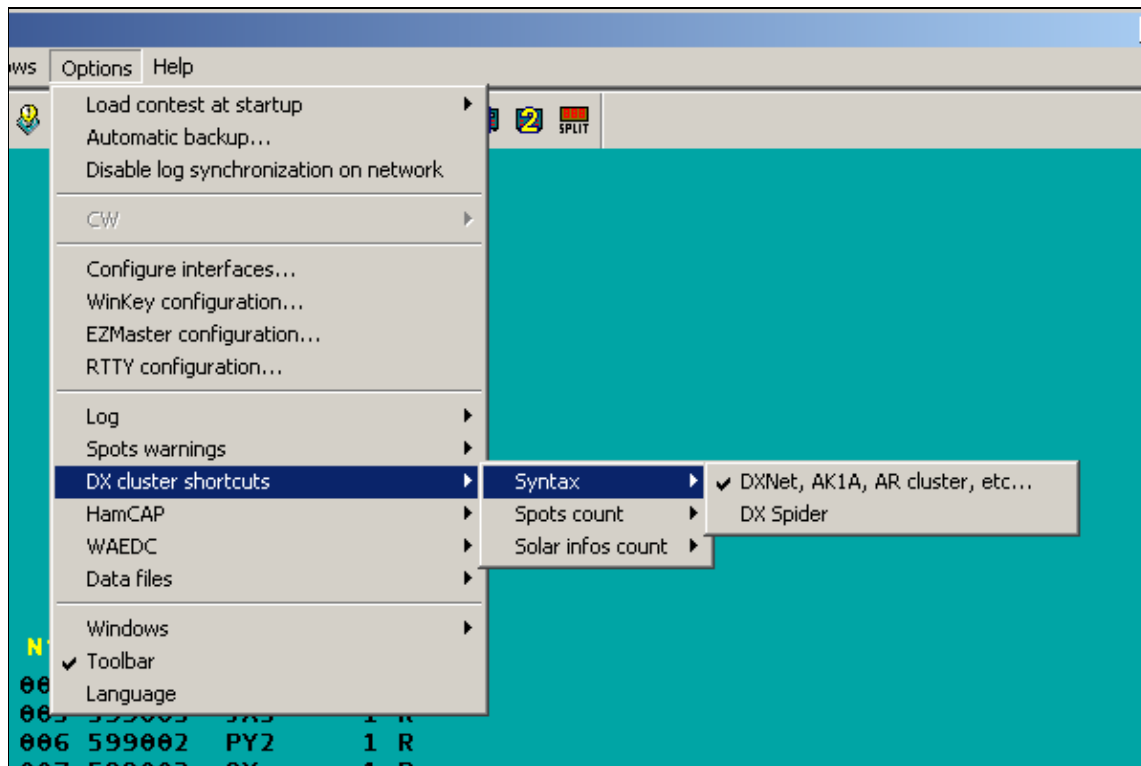 Options Help
Load contest at startup
2 SPLIT
Automatic backup...
Disable log synchronization on network
CW
Configure interfaces...
WinKey configuration...
EZMaster configuration...
RTTY configuration...
Log
Spots warnings
DX cluster shortcuts Syntax DXNet, AK1A, AR cluster, etc...
HamCAP Spots count DX Spider
WAEDC Solar infos count
Data files
Windows
Toolbar
Language
006 599002 PY2 1 R